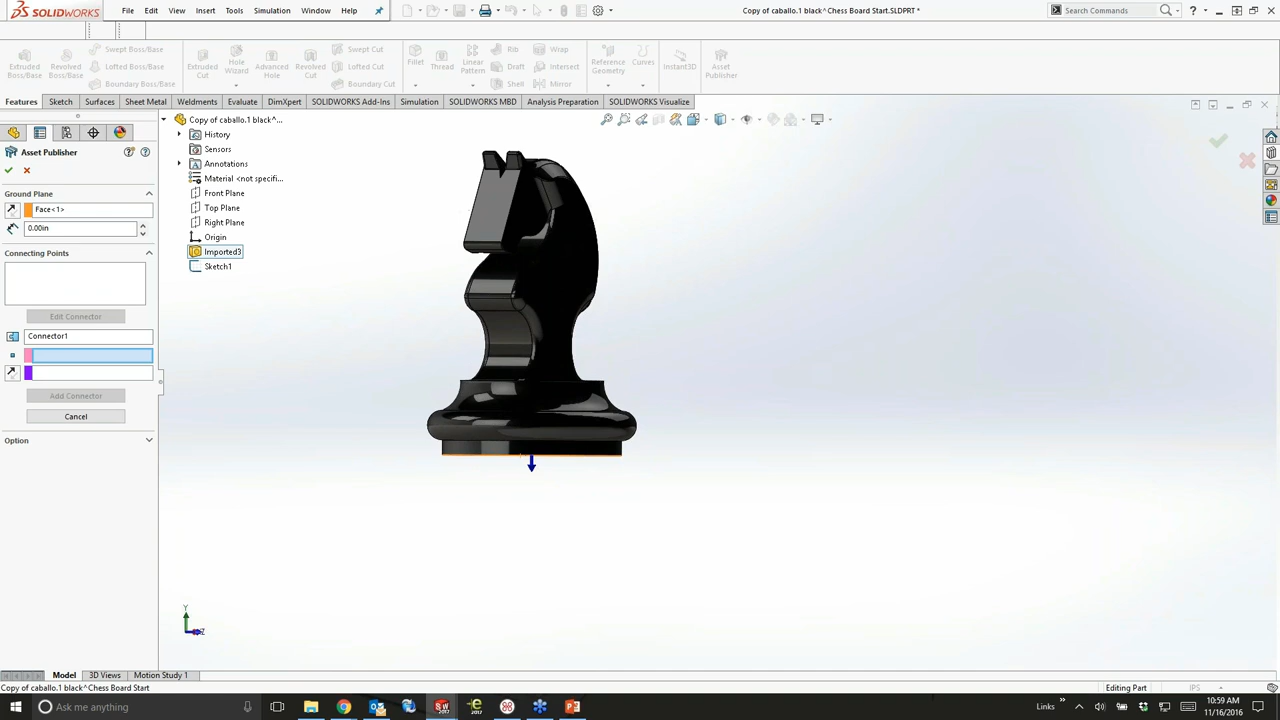 SOLIDWORKS File Edit View Insert Tools Simulation Window Help Copy of caballo.1 black^Chess Board Start.SLDPRT * Search Commands
Extruded Boss/Base
Revolved Boss/Base
Swept Boss/Base
Lofted Boss/Base
Boundary Boss/Base
Extruded Cut
Hole Wizard
Advanced Hole
Revolved Cut
Swept Cut
Lofted Cut
Boundary Cut
Fillet
Thread
Linear Pattern
Rib
Draft
Shell
Wrap
Intersect
Mirror
Reference Geometry
Curves
Instant3D
Asset Publisher
Features Sketch Surfaces Sheet Metal Weldments Evaluate DimXpert SOLIDWORKS Add-Ins Simulation SOLIDWORKS MBD Analysis Preparation SOLIDWORKS Visualize
Asset Publisher
Ground Plane
Face<1>
0.00in
Connecting Points
Edit Connector
Connector1
Add Connector
Cancel
Option
Copy of caballo.1 black^...
History
Sensors
Annotations
Material <not specifi...
Front Plane
Top Plane
Right Plane
Origin
Imported3
Sketch1
Y
Z
Model 3D Views Motion Study 1
Copy of caballo.1 black^Chess Board Start Editing Part IPS
Ask me anything
Links
10:59 AM
11/16/2016